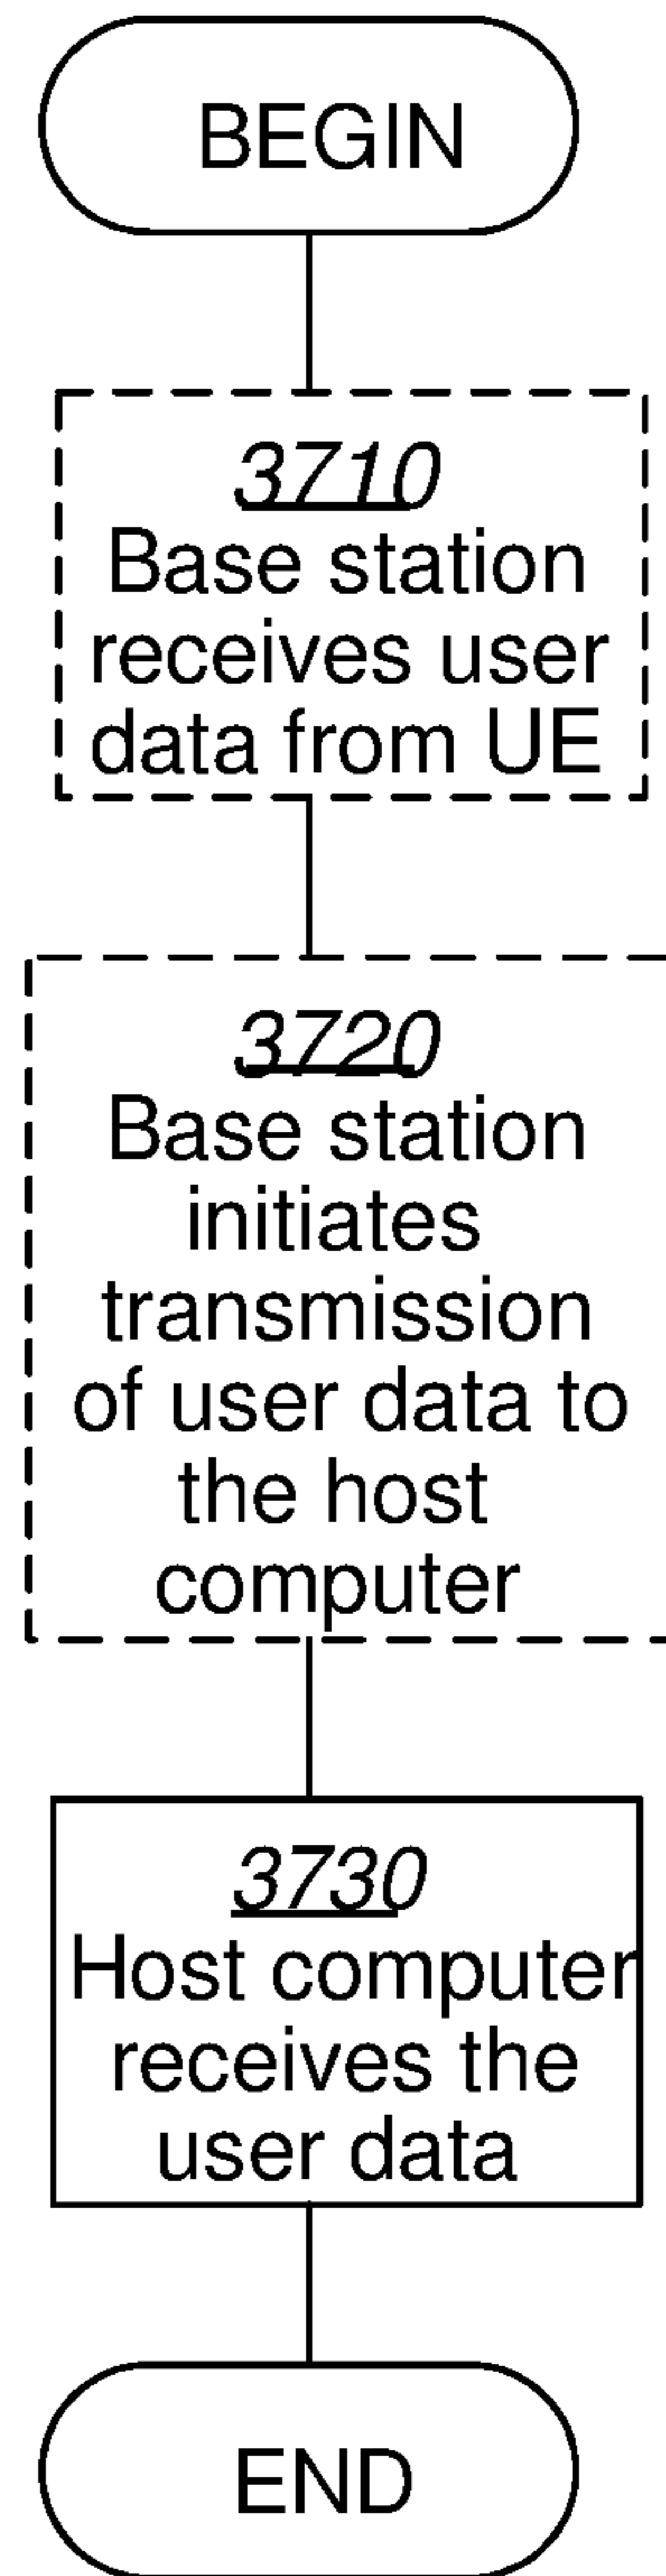 BEGIN
3710
Base station
receives user
data from UE
3720
Base station
initiates
transmission
of user data to
the host
computer
3730
Host computer
receives the
user data
END